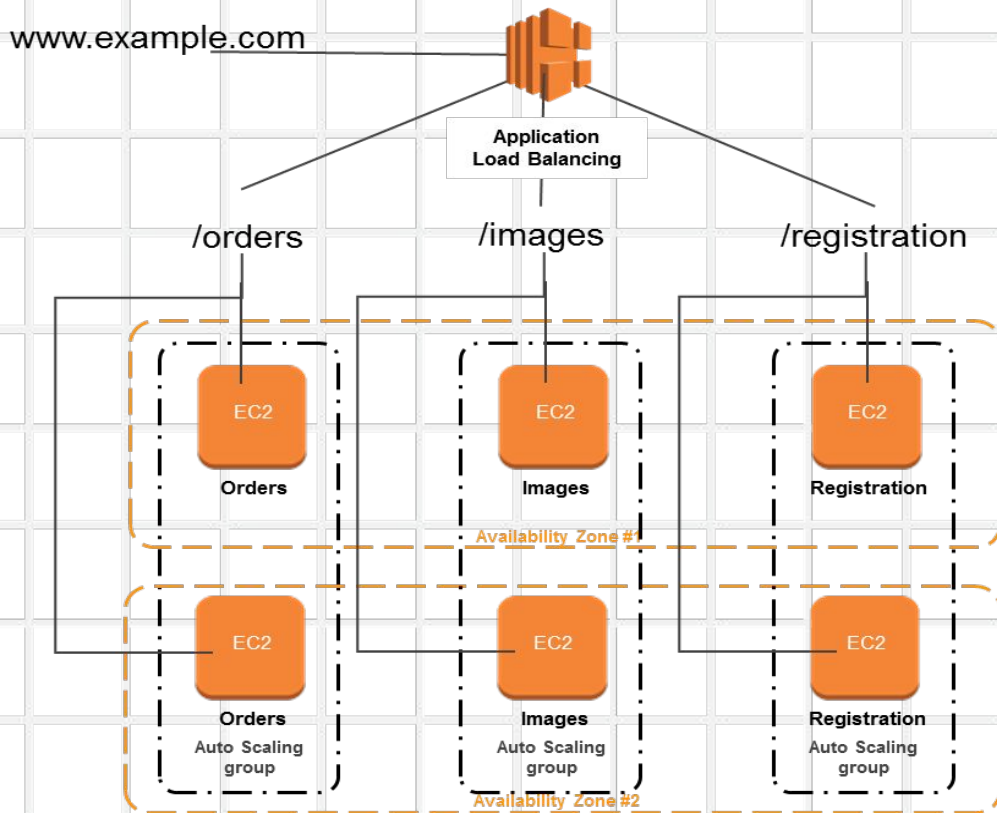 www.example.com
Application
Load Balancing
/orders
/images
/registration
EC2
EC2
EC2
Orders
Images
Registration
Availability Zone #1
EC2
EC2
EC2
Orders
Images
Registration
Auto Scaling
group
Auto Scaling
group
Auto Scaling
group
Availability Zone #2